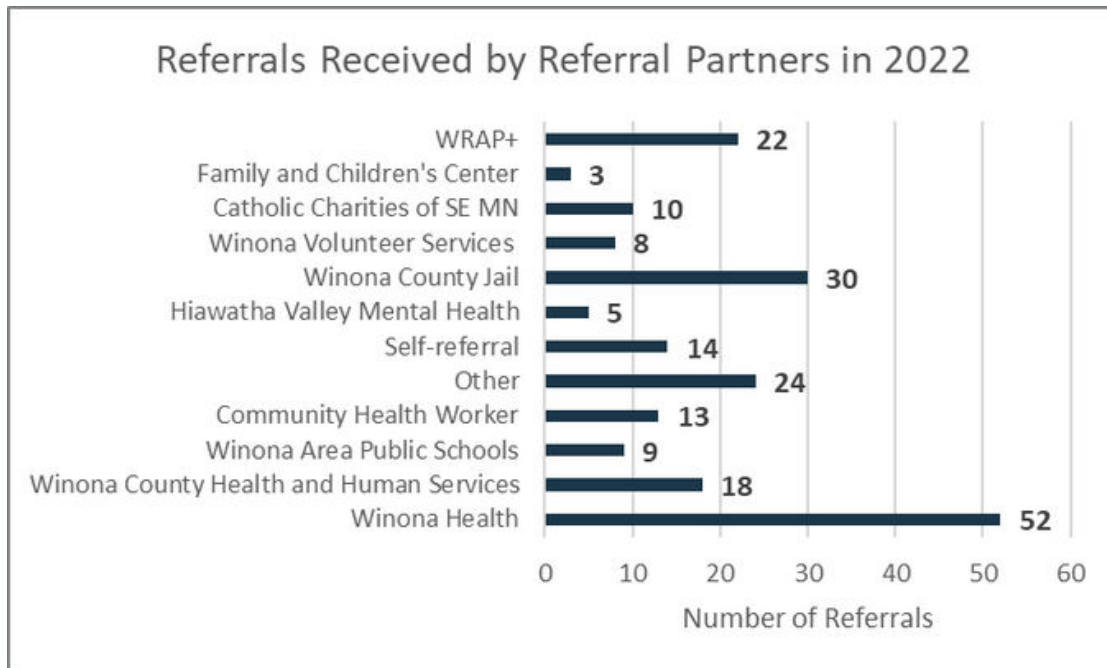 Referrals Received by Referral Partners in 2022
WRAP+ 22
Family and Children's Center 3
Catholic Charities of SE MN 10
Winona Volunteer Services 8
Winona County Jail 30
Hiawatha Valley Mental Health 5
Self-referral 14
Other 24
Community Health Worker 13
Winona Area Public Schools 9
Winona County Health and Human Services 18
Winona Health 52
0 10 20 30 40 50 60
Number of Referrals